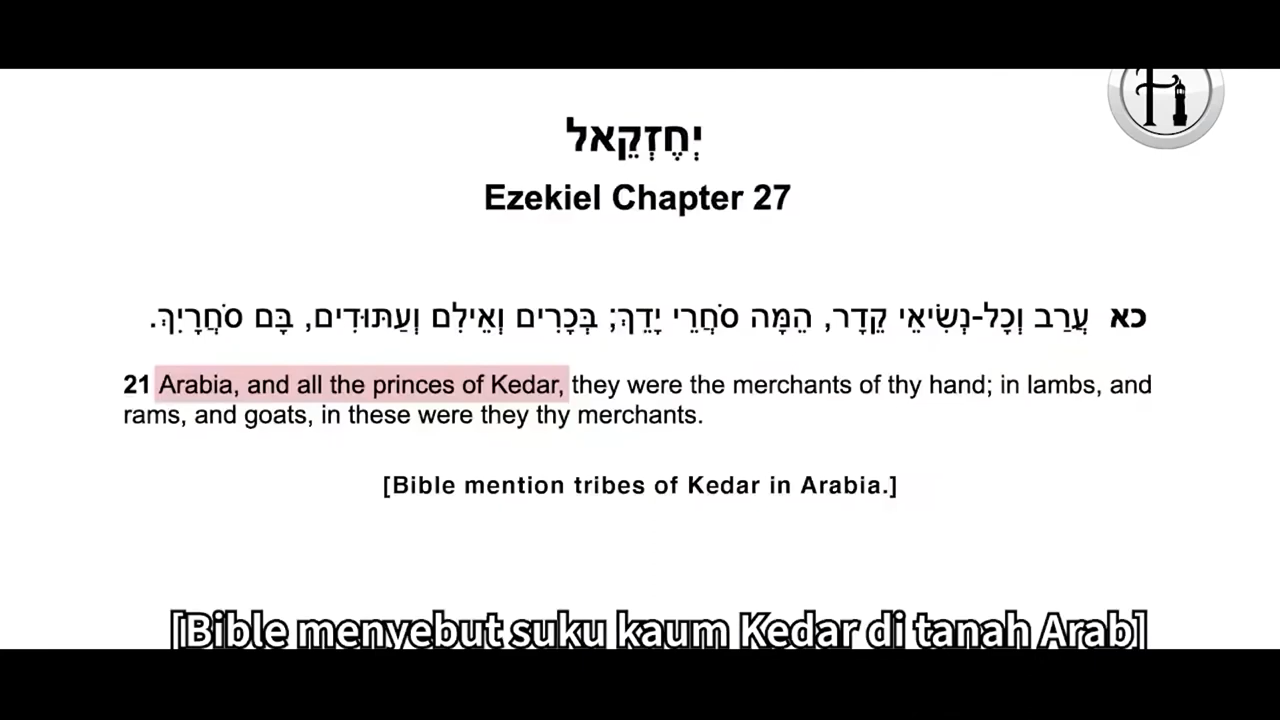 יְחֶזְקֵאל
Ezekiel Chapter 27
כא עֲרַב וְכָל-נְשִׂיאֵי קֵדָר, הֵמָּה סֹחֲרֵי יָדֵךְ; בְּכָרִים וְאֵילִם וְעַתּוּדִים, בָּם סֹחֲרָיִךְ.
21 Arabia, and all the princes of Kedar, they were the merchants of thy hand; in lambs, and
rams, and goats, in these were they thy merchants.
[Bible mention tribes of Kedar in Arabia.]
[Bible menyebut suku kaum Kedar di tanah Arab]